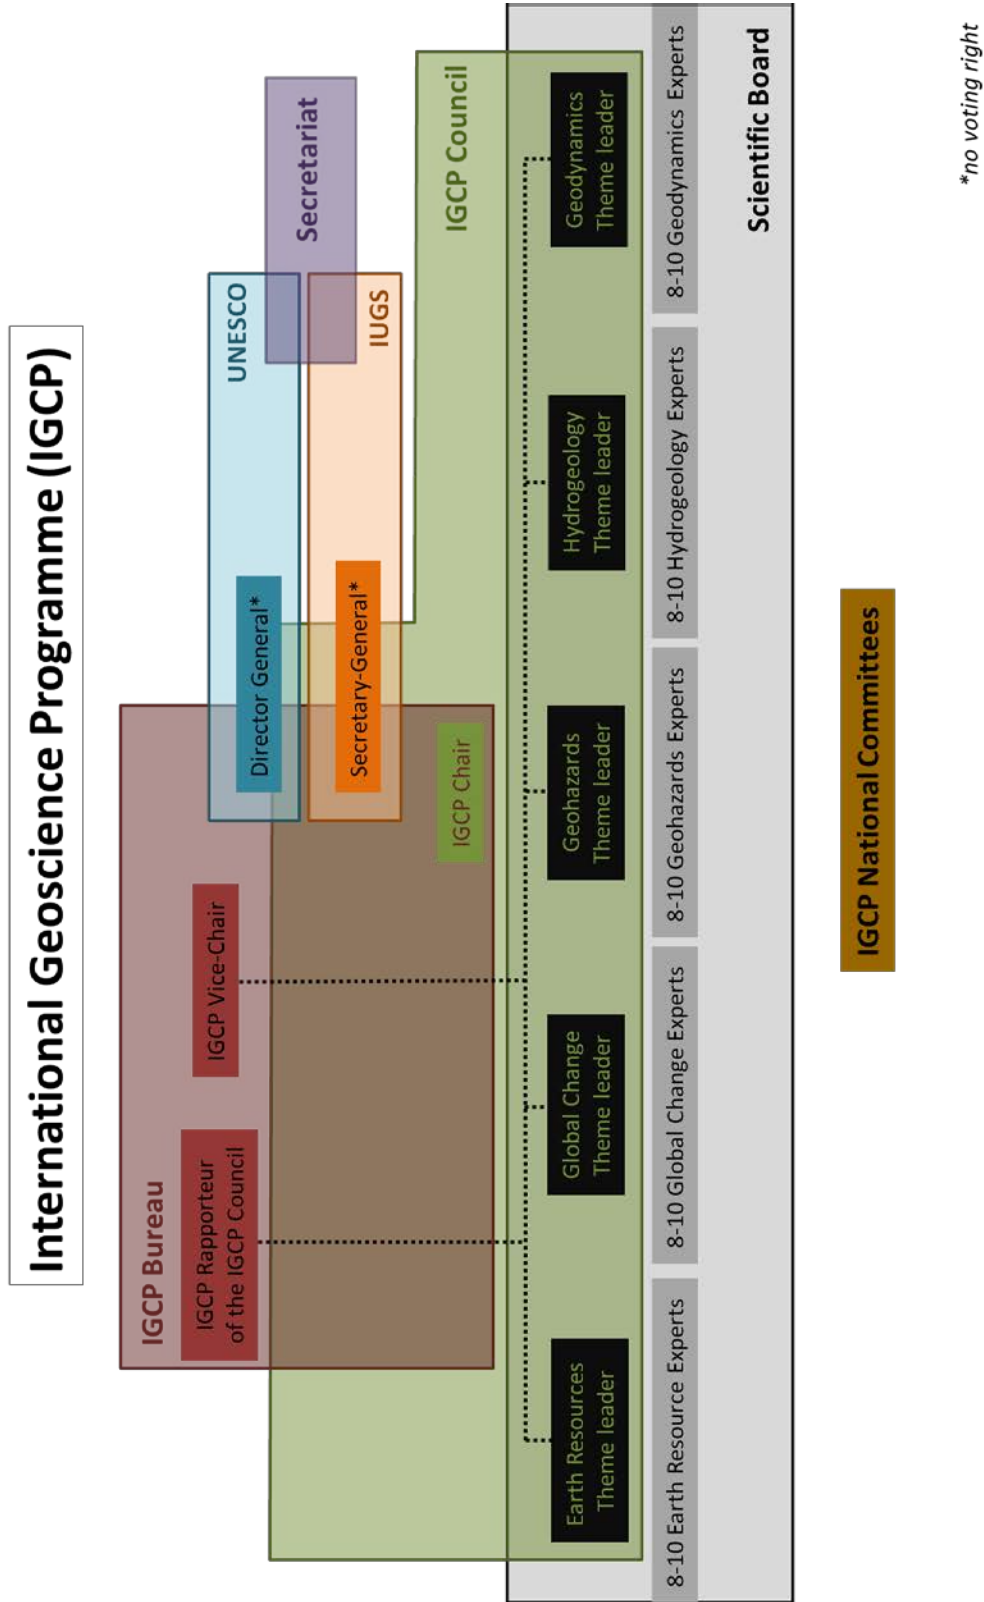 International Geoscience Programme (IGCP)
IGCP Bureau
IGCP Rapporteur
of the IGCP Council
IGCP Vice-Chair
UNESCO
Director General*
Secretariat
IUGS
Secretary-General*
IGCP Chair
IGCP Council
Earth Resources
Theme leader
Global Change
Theme leader
Geohazards
Theme leader
Hydrogeology
Theme leader
Geodynamics
Theme leader
8-10 Earth Resource Experts
8-10 Global Change Experts
8-10 Geohazards Experts
8-10 Hydrogeology Experts
8-10 Geodynamics Experts
Scientific Board
IGCP National Committees
*no voting right